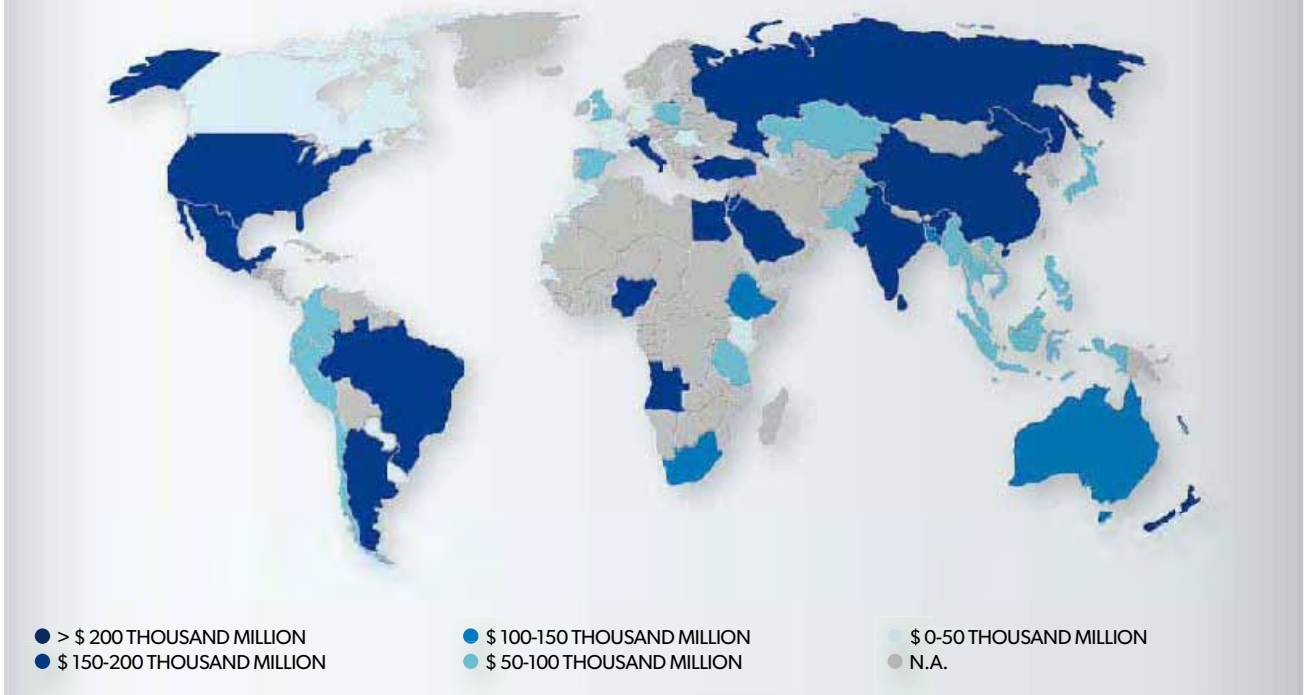 > $ 200 THOUSAND MILLION
$ 150-200 THOUSAND MILLION
$ 100-150 THOUSAND MILLION
$ 50-100 THOUSAND MILLION
$ 0-50 THOUSAND MILLION
N.A.